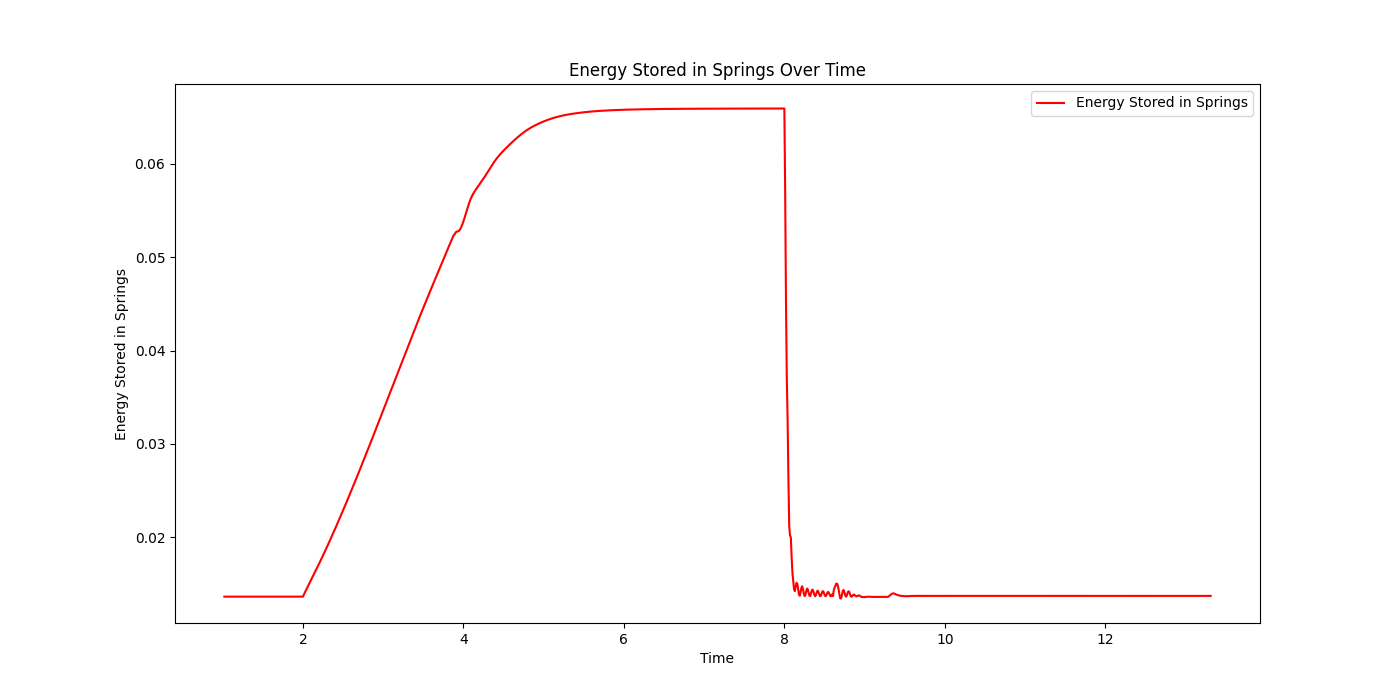 Energy Stored in Springs Over Time
Energy Stored in Springs
Energy Stored in Springs
0.06
0.05
0.04
0.03
0.02
2 4 6 8 10 12
Time